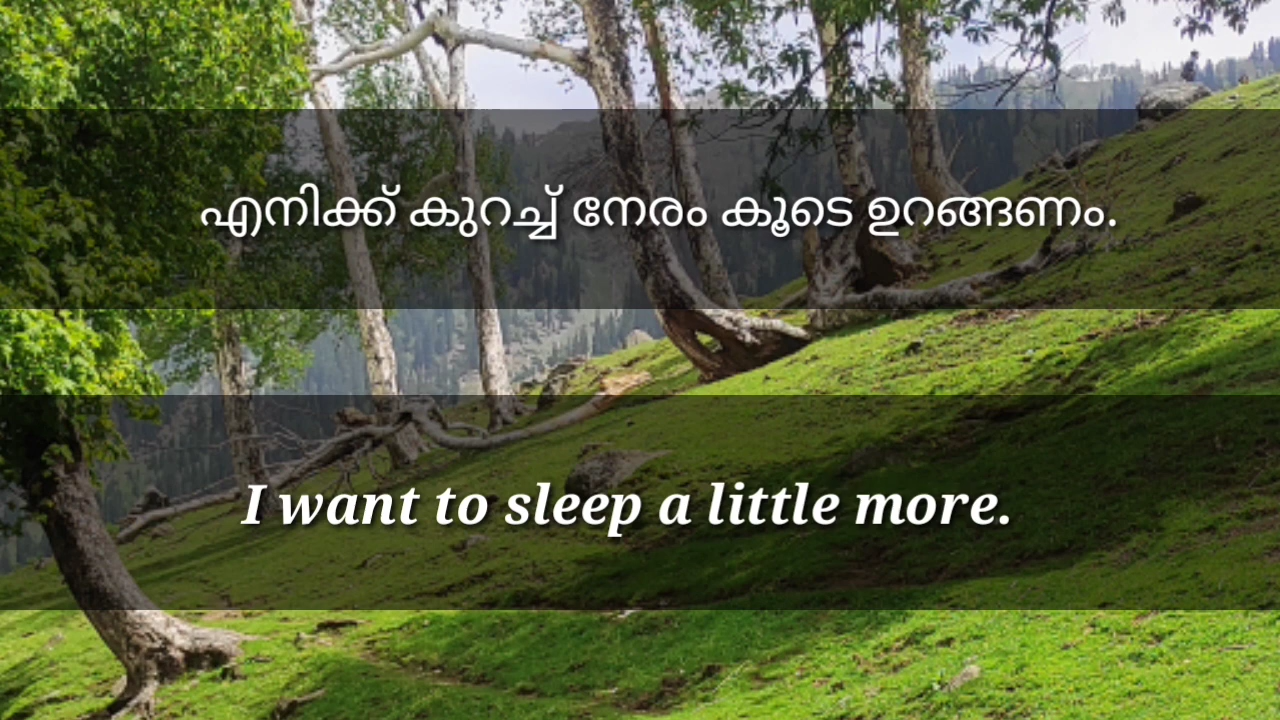 എനിക്ക് കുറച്ച് നേരം കൂടെ ഉറങ്ങണം.
I want to sleep a little more.